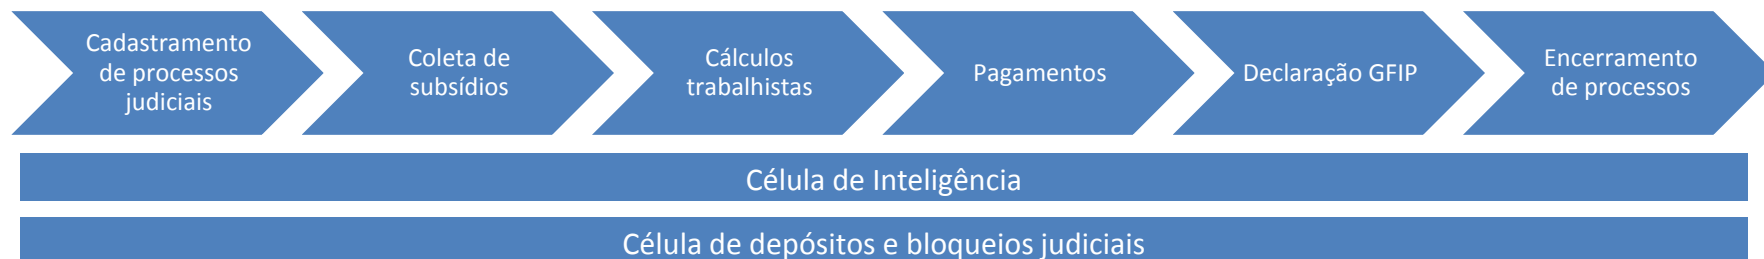 Cadastramento
de processos
judiciais
Coleta de
subsídios
Cálculos
trabalhistas
Pagamentos
Declaração GFIP
Encerramento
de processos
Célula de Inteligência
Célula de depósitos e bloqueios judiciais